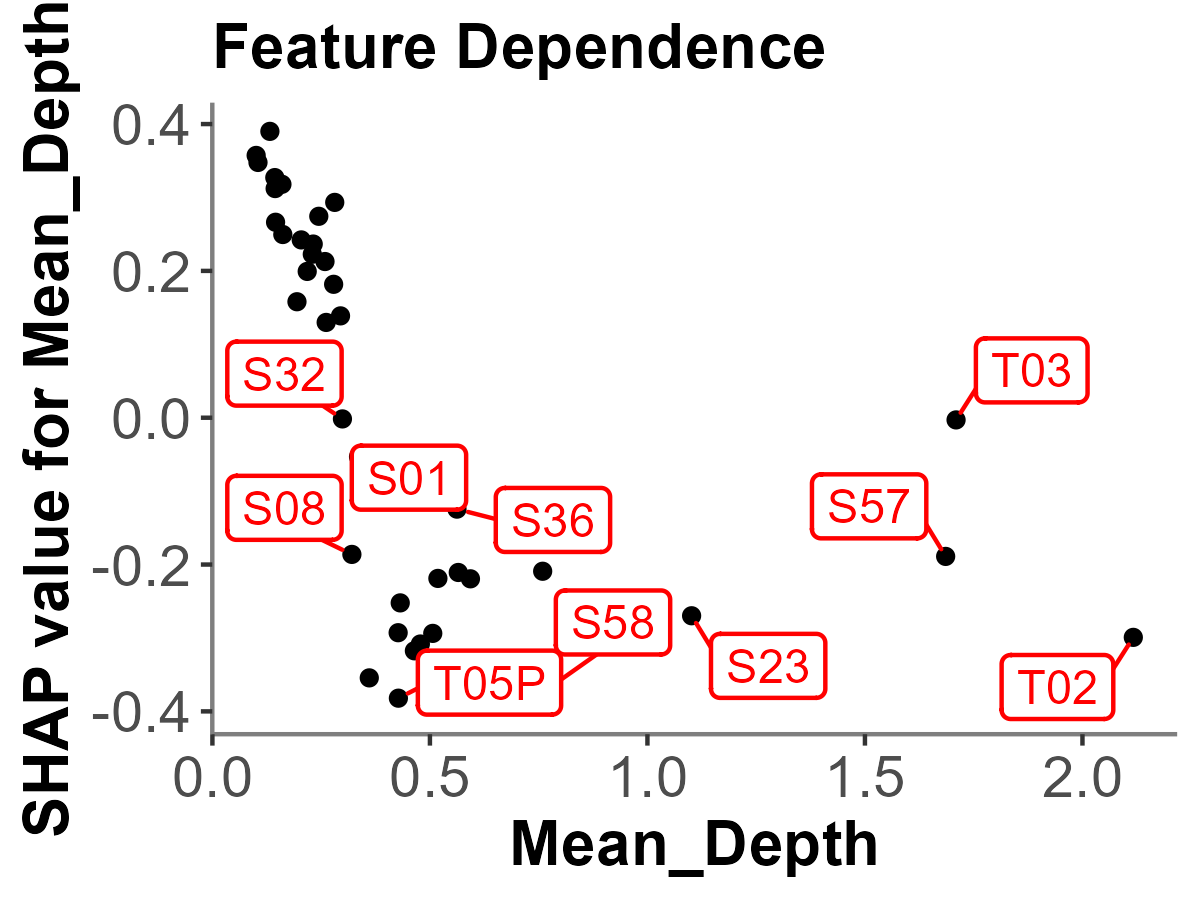 Feature Dependence
SHAP value for Mean_Depth
0.4
0.2
0.0
-0.2
-0.4
S32
T03
S01
S08
S36
S57
S58
S23
T05P
T02
0.0
0.5
1.0
1.5
2.0
Mean_Depth